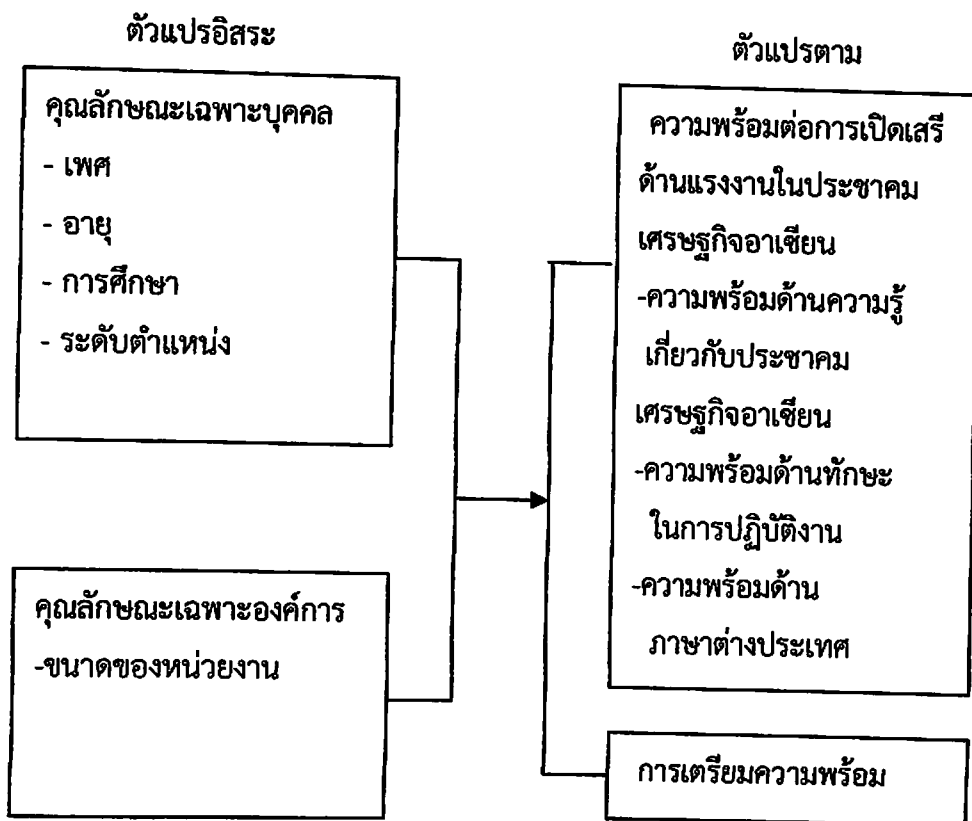 ตัวแปรอิสระ
คุณลักษณะเฉพาะบุคคล
- เพศ
- อายุ
- การศึกษา
- ระดับตำแหน่ง
คุณลักษณะเฉพาะองค์การ
-ขนาดของหน่วยงาน
ตัวแปรตาม
ความพร้อมต่อการเปิดเสรี
ด้านแรงงานในประชาคม
เศรษฐกิจอาเซียน
-ความพร้อมด้านความรู้
เกี่ยวกับประชาคม
เศรษฐกิจอาเซียน
-ความพร้อมด้านทักษะ
ในการปฏิบัติงาน
-ความพร้อมด้าน
ภาษาต่างประเทศ
การเตรียมความพร้อม